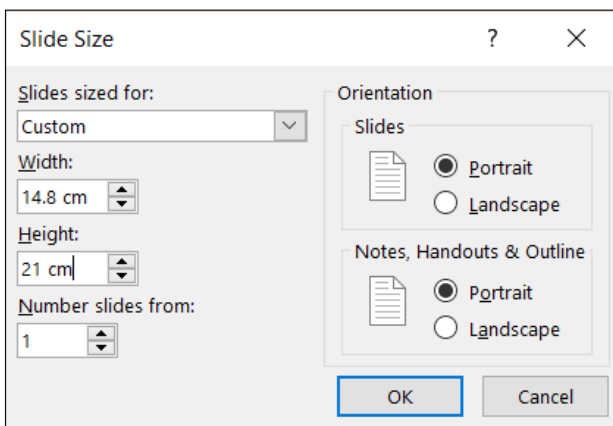 Slide Size
?
Slides sized for:
Custom
Width:
14.8 cm
Height:
21 cm
Number slides from:
1
Orientation
Slides
Portrait
Landscape
Notes, Handouts & Outline
Portrait
Landscape
OK
Cancel